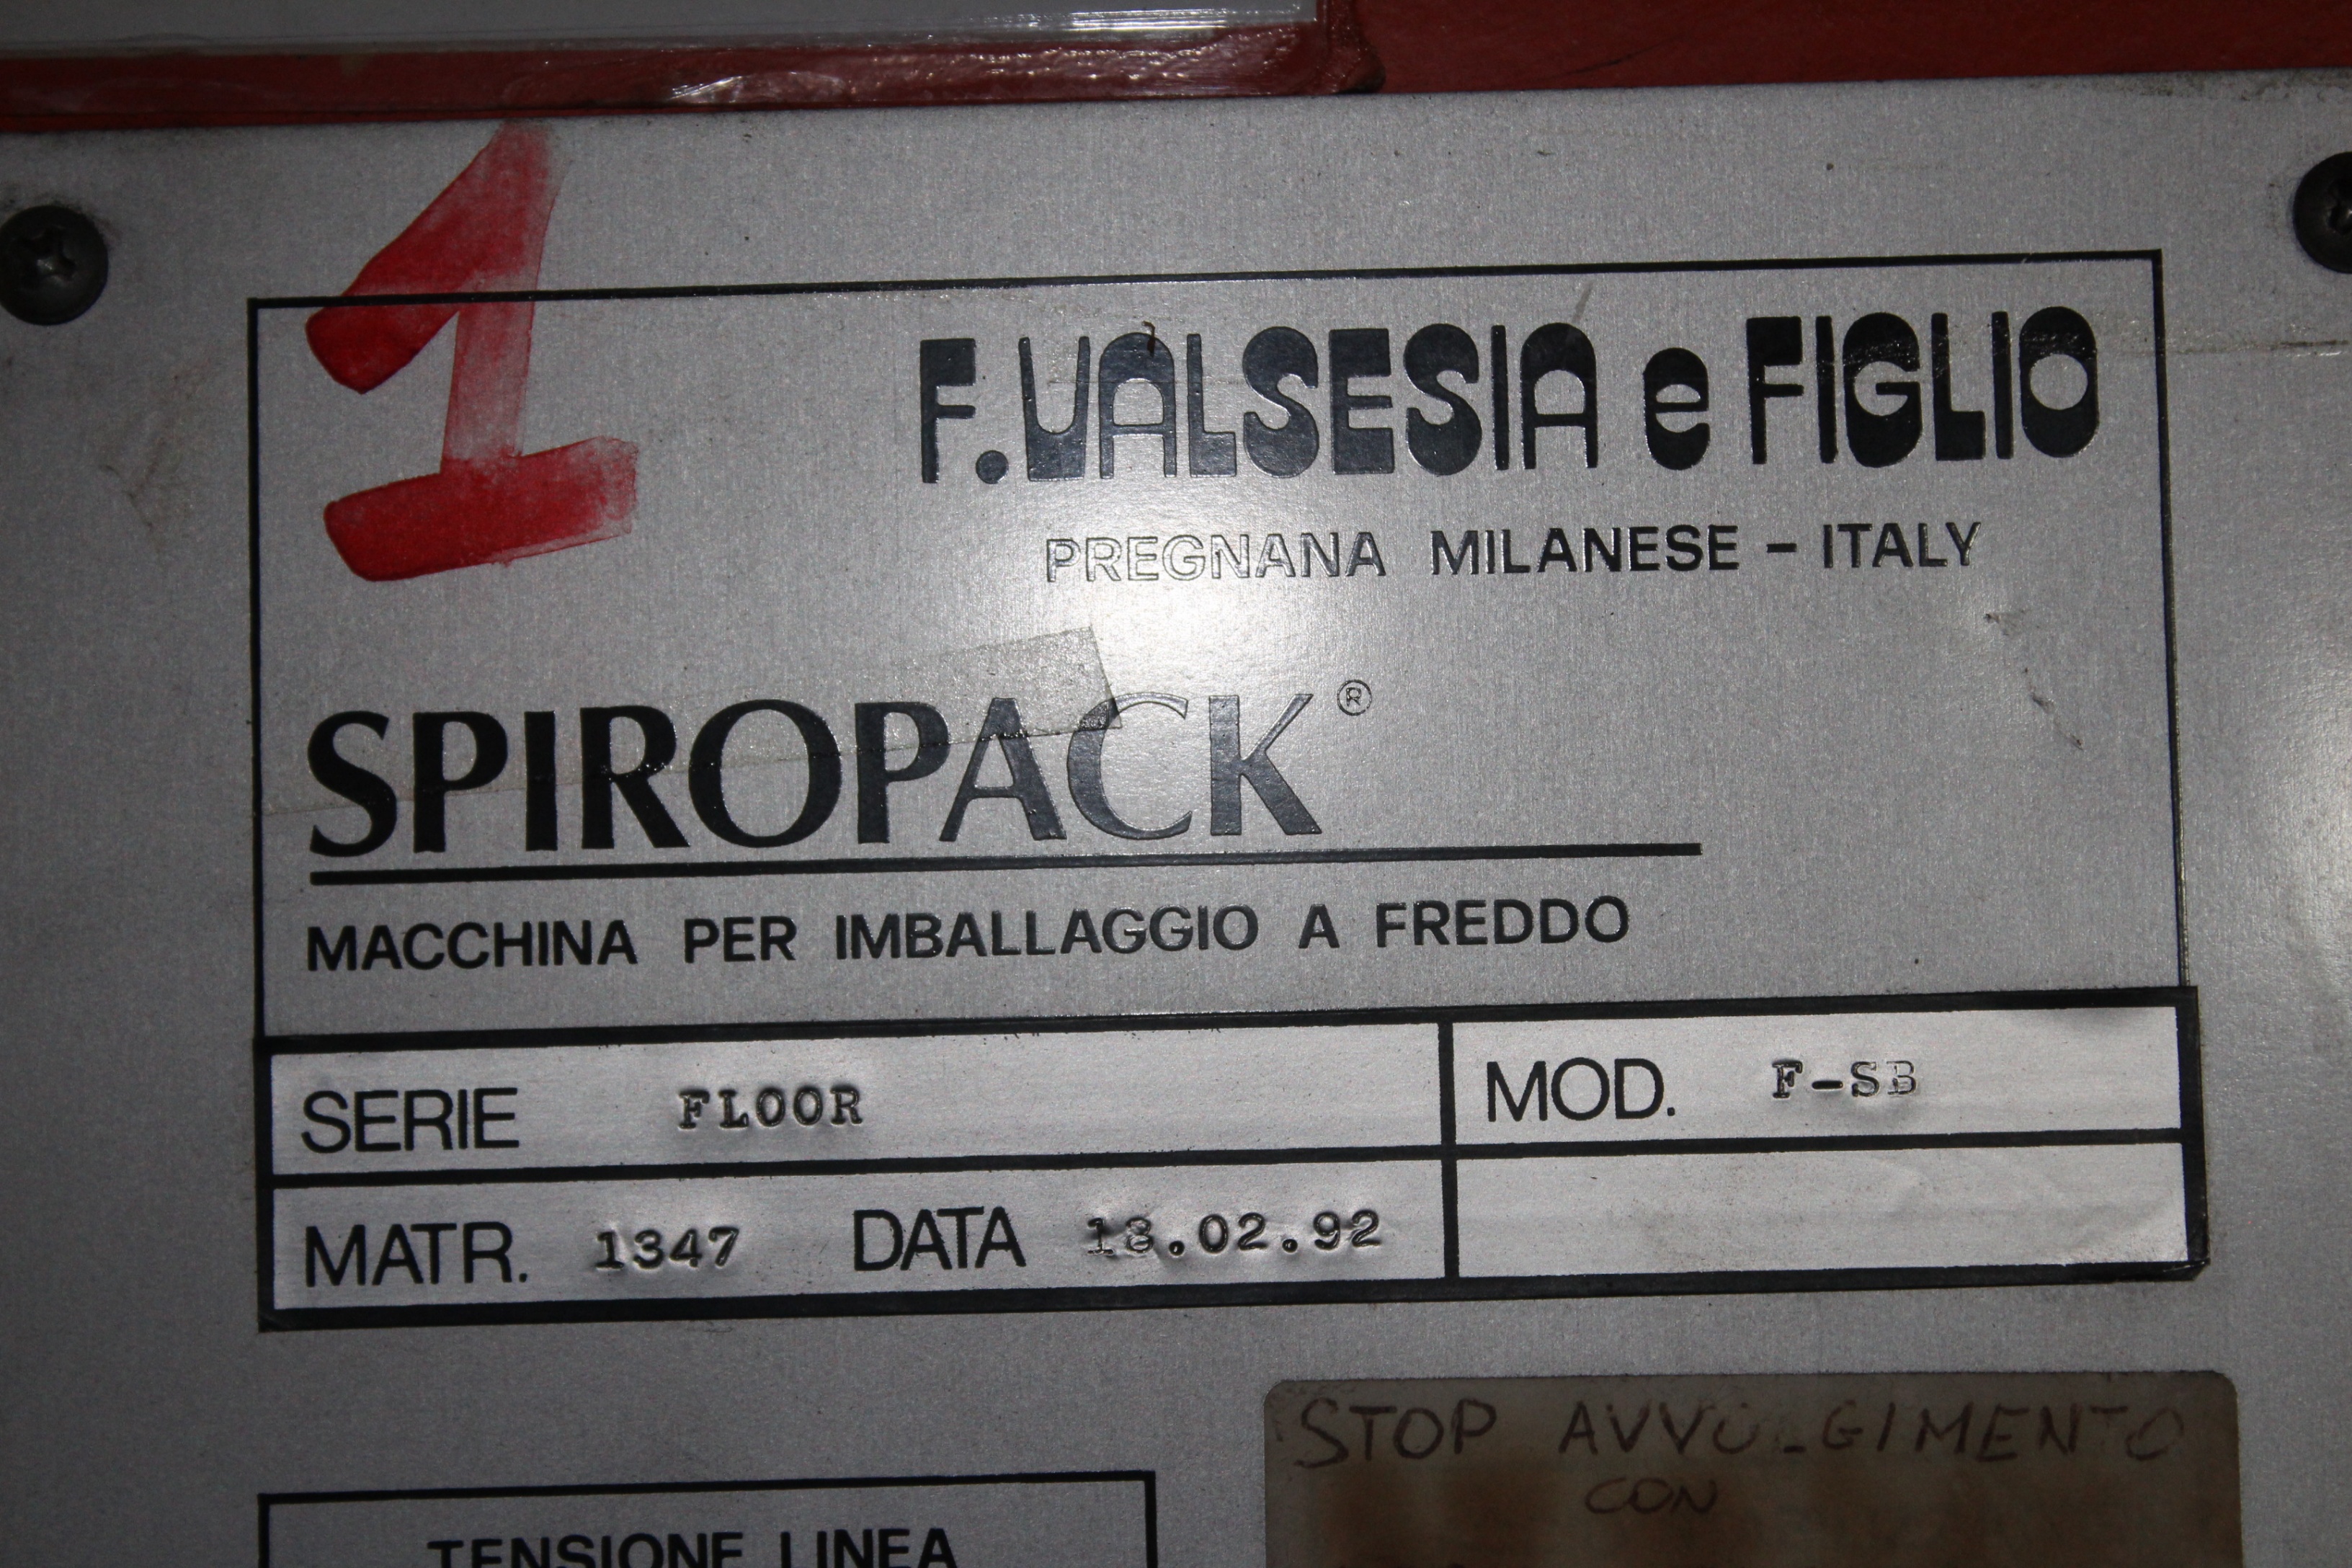 1
F.VALSESIA e FIGLIO
PREGNANA MILANESE - ITALY
SPIROPACK®
MACCHINA PER IMBALLAGGIO A FREDDO
SERIE FLOOR MOD. F-SB
MATR. 1347 DATA 18.02.92
STOP AVVOLGIMENTO
CON
TENSIONE LINEA